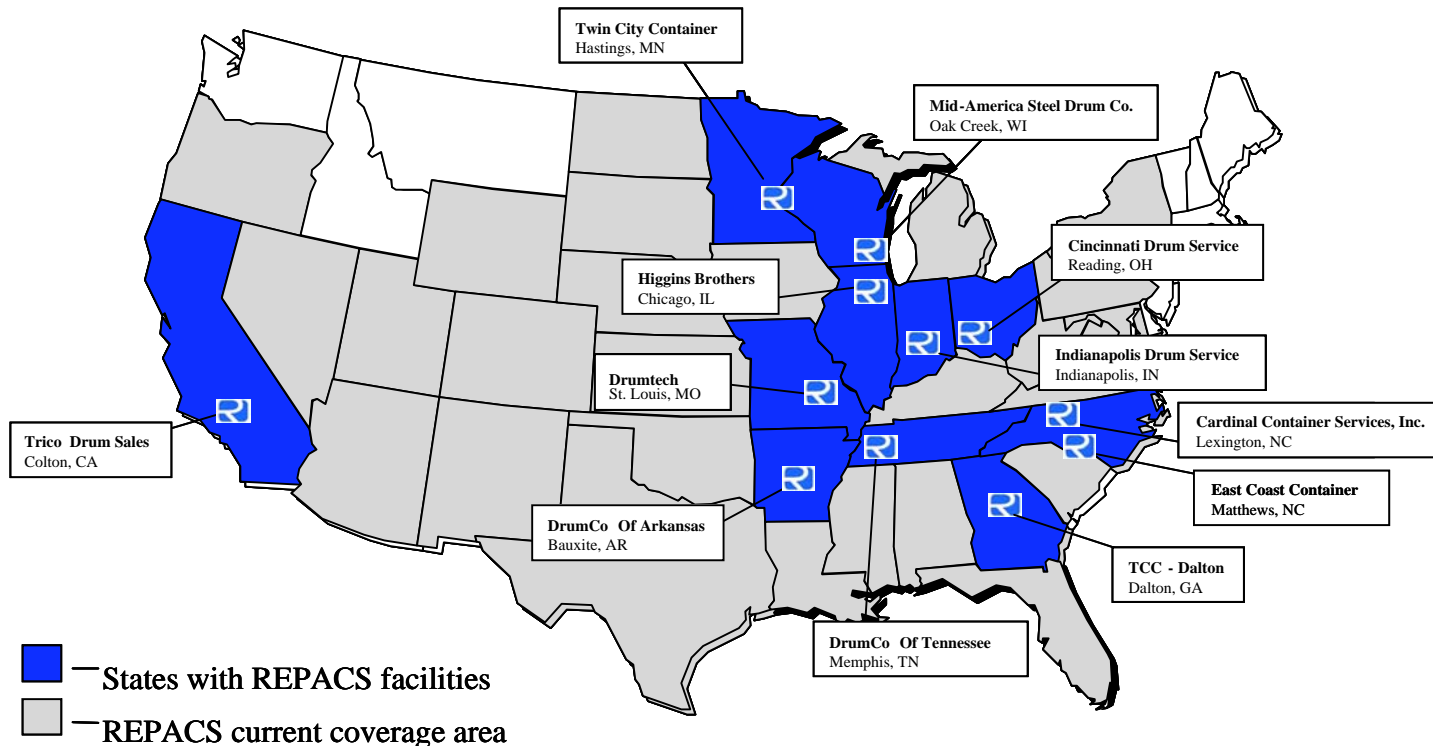 Twin City Container
Hastings, MN
Mid-America Steel Drum Co.
Oak Creek, WI
Cincinnati Drum Service
Reading, OH
Higgins Brothers
Chicago, IL
Indianapolis Drum Service
Indianapolis, IN
Drumtech
St. Louis, MO
Cardinal Container Services, Inc.
Lexington, NC
Trico Drum Sales
Colton, CA
East Coast Container
Matthews, NC
DrumCo Of Arkansas
Bauxite, AR
TCC - Dalton
Dalton, GA
DrumCo Of Tennessee
Memphis, TN
States with REPACS facilities
REPACS current coverage area